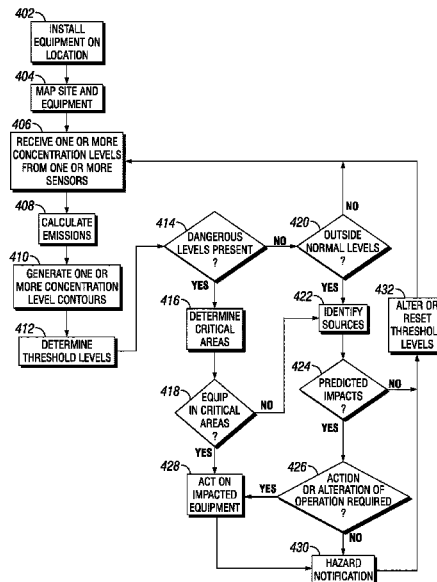 402
INSTALL
EQUIPMENT ON
LOCATION
404
MAP SITE AND
EQUIPMENT
406
RECEIVE ONE OR MORE
CONCENTRATION LEVELS
FROM ONE OR MORE
SENSORS
408
CALCULATE
EMISSIONS
410
GENERATE ONE OR
MORE CONCENTRATION
LEVEL CONTOURS
412
DETERMINE
THRESHOLD LEVELS
414
DANGEROUS
LEVELS PRESENT
?
NO
YES
416
DETERMINE
CRITICAL
AREAS
418
EQUIP
IN CRITICAL
AREAS
?
NO
YES
428
ACT ON
IMPACTED
EQUIPMENT
420
OUTSIDE
NORMAL LEVELS
?
NO
YES
422
IDENTIFY
SOURCES
424
PREDICTED
IMPACTS
?
NO
YES
426
ACTION
OR ALTERATION OF
OPERATION REQUIRED
?
YES
NO
430
HAZARD
NOTIFICATION
432
ALTER OR
RESET
THRESHOLD
LEVELS